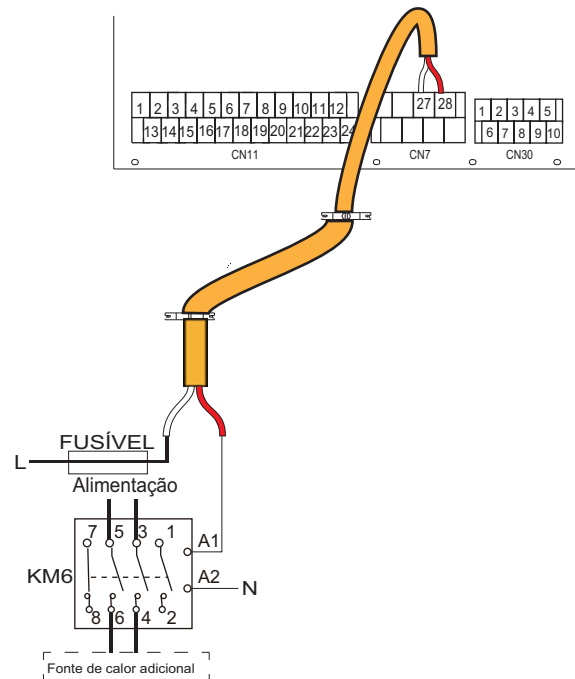 27 28
1 2 3 4 5 6 7 8 9 10 11 12
13 14 15 16 17 18 19 20 21 22 23 24
1 2 3 4 5
6 7 8 9 10
CN11
CN7
CN30
FUSÍVEL
L
Alimentação
7 5 3 1
A1
KM6
A2
N
8 6 4 2
Fonte de calor adicional